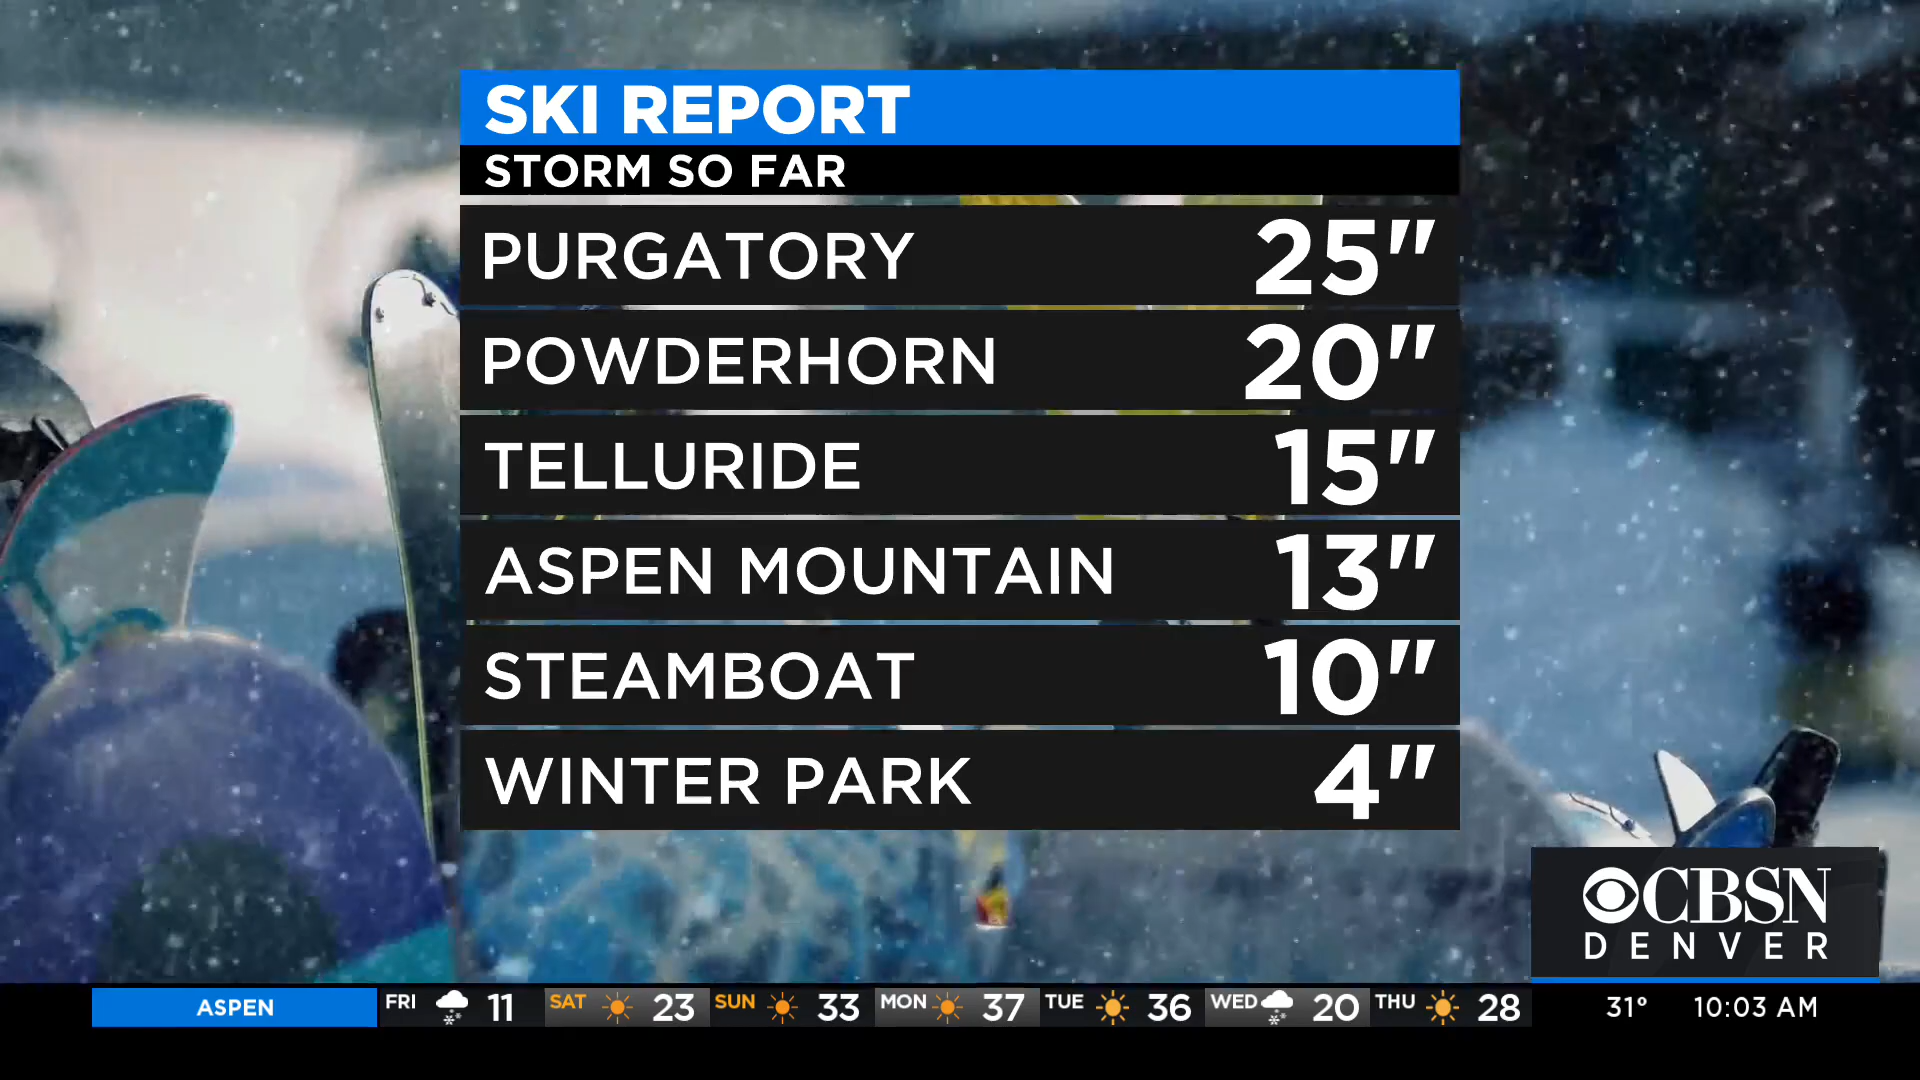 SKI REPORT
STORM SO FAR
PURGATORY 25"
POWDERHORN 20"
TELLURIDE 15"
ASPEN MOUNTAIN 13"
STEAMBOAT 10"
WINTER PARK 4"
CBSN
DENVER
ASPEN FRI 11 SAT 23 SUN 33 MON 37 TUE 36 WED 20 THU 28 31° 10:03 AM